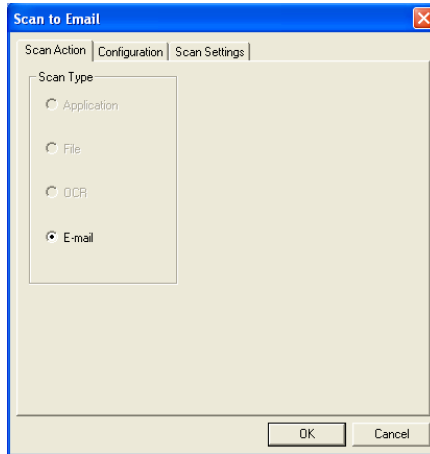 Scan to Email
Scan Action Configuration Scan Settings
Scan Type
Application
File
OCR
E-mail
OK Cancel